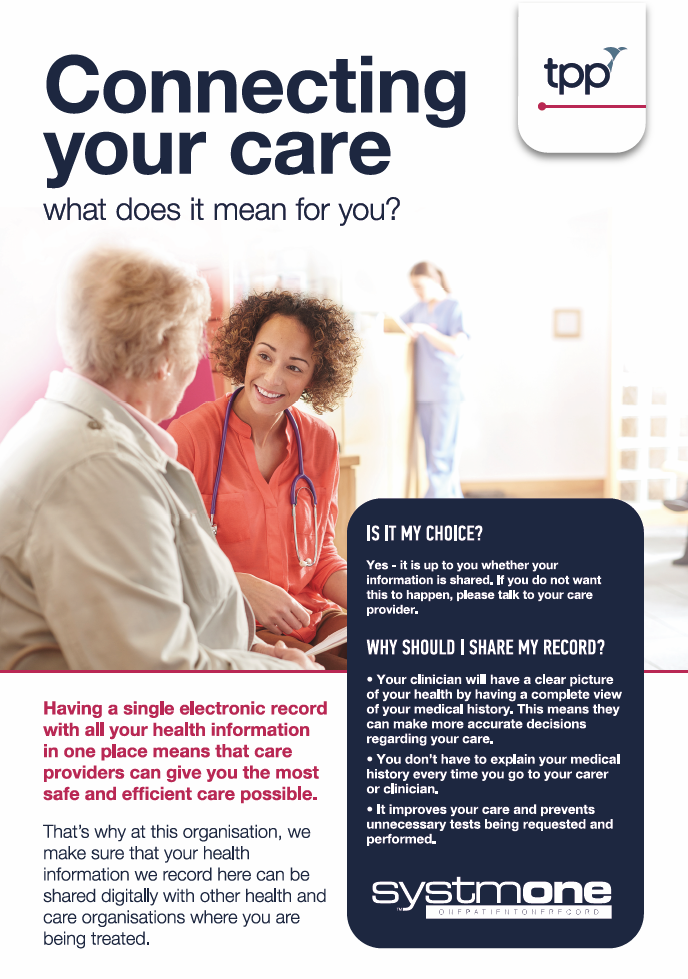 Connecting
your care
what does it mean for you?
tpp
IS IT MY CHOICE?
Yes - it is up to you whether your
information is shared. If you do not want
this to happen, please talk to your care
provider.
WHY SHOULD I SHARE MY RECORD?
• Your clinician will have a clear picture
of your health by having a complete view
of your medical history. This means they
can make more accurate decisions
regarding your care.
• You don't have to explain your medical
history every time you go to your carer
or clinician.
• It improves your care and prevents
unnecessary tests being requested and
performed.
systmone
™ ONEPATIENTONERECORD
Having a single electronic record
with all your health information
in one place means that care
providers can give you the most
safe and efficient care possible.
That's why at this organisation, we
make sure that your health
information we record here can be
shared digitally with other health and
care organisations where you are
being treated.